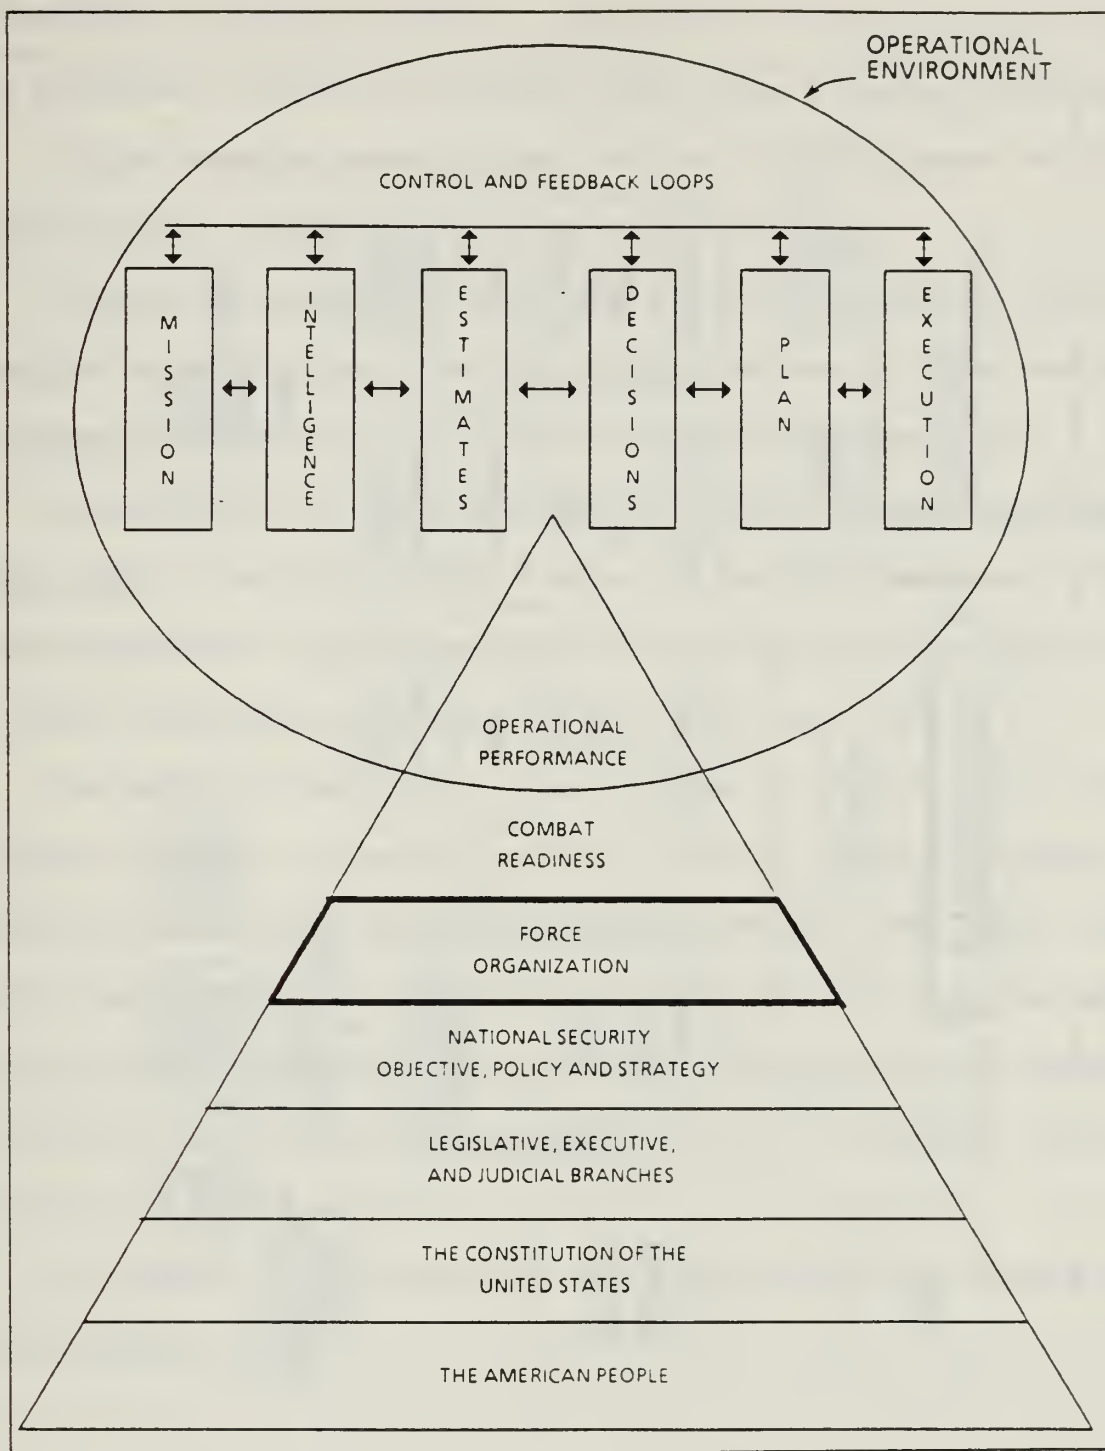 OPERATIONAL
ENVIRONMENT
CONTROL AND FEEDBACK LOOPS
MISSION
INTELLIGENCE
ESTIMATES
DECISIONS
PLAN
EXECUTION
OPERATIONAL
PERFORMANCE
COMBAT
READINESS
FORCE
ORGANIZATION
NATIONAL SECURITY
OBJECTIVE, POLICY AND STRATEGY
LEGISLATIVE, EXECUTIVE,
AND JUDICIAL BRANCHES
THE CONSTITUTION OF THE
UNITED STATES
THE AMERICAN PEOPLE